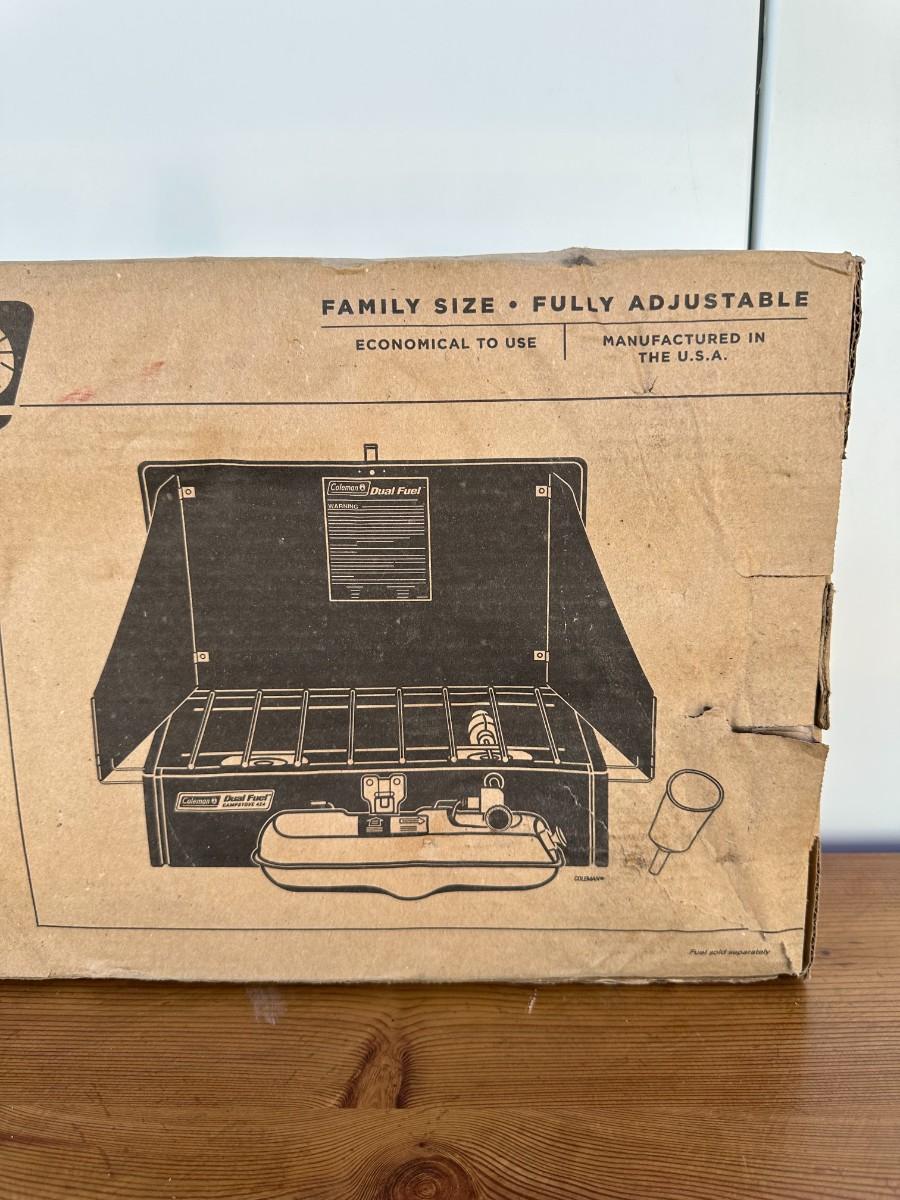 FAMILY SIZE • FULLY ADJUSTABLE
ECONOMICAL TO USE
MANUFACTURED IN
THE U.S.A.
Coleman Dual Fuel
WARNING
Coleman Dual Fuel
CAMPSTOVE 424
COLEMAN®
Fuel sold separately